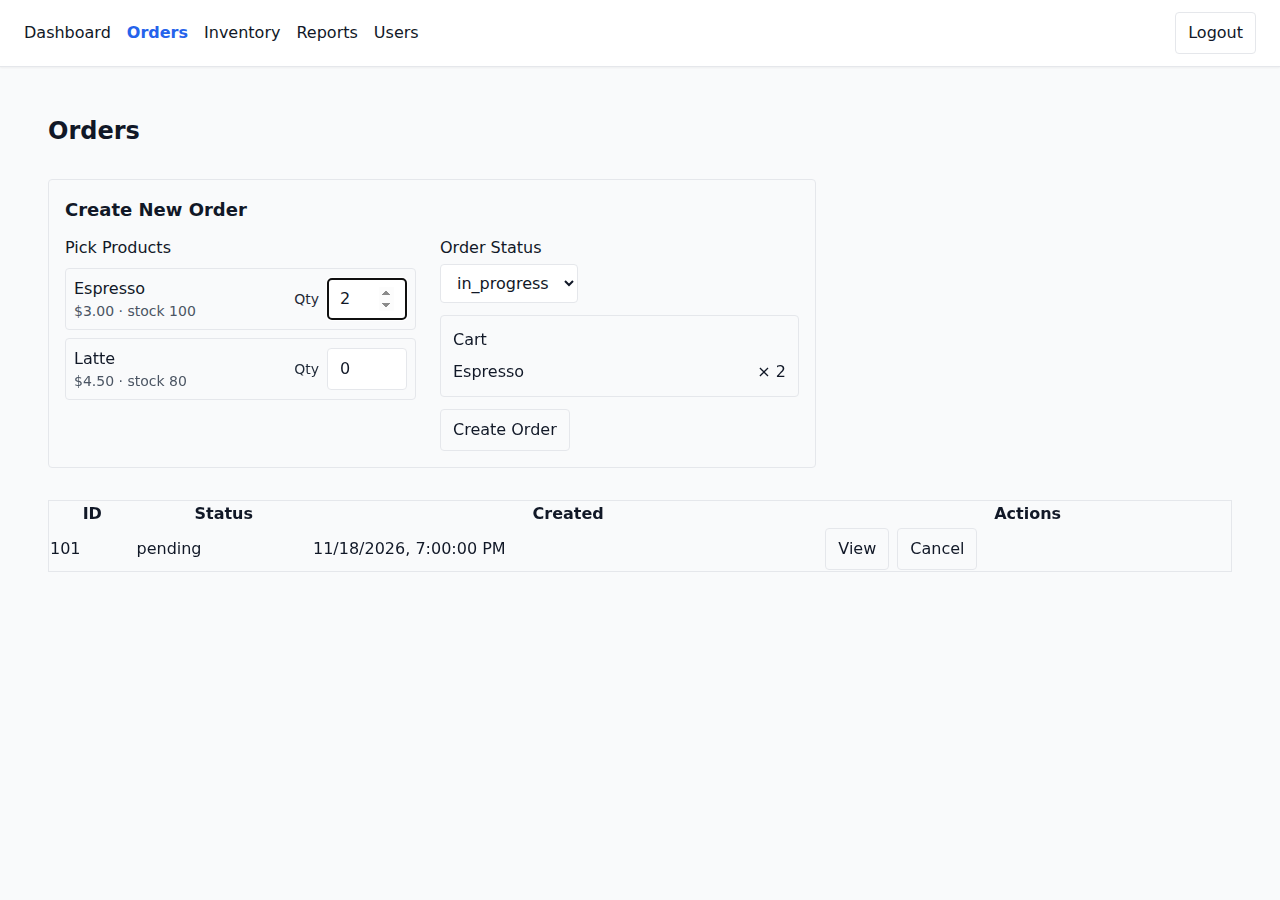 Dashboard Orders Inventory Reports Users Logout
Orders
Create New Order
Pick Products
Espresso
$3.00 · stock 100
Qty 2
Latte
$4.50 · stock 80
Qty 0
Order Status
in_progress
Cart
Espresso × 2
Create Order
ID Status Created Actions
101 pending 11/18/2026, 7:00:00 PM View Cancel